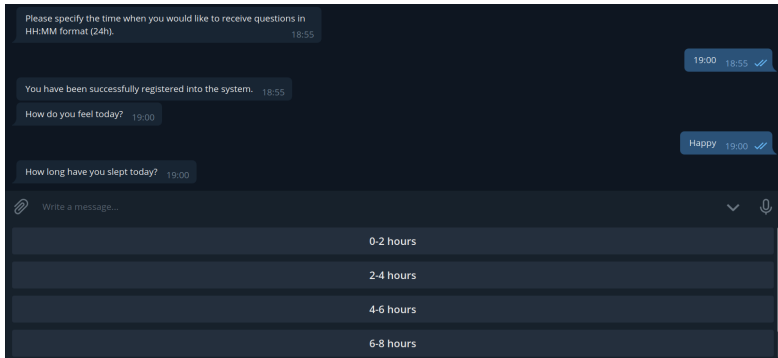 Please specify the time when you would like to receive questions in
HH:MM format (24h).
18:55
19:00 18:55
You have been successfully registered into the system. 18:55
How do you feel today? 19:00
Happy 19:00
How long have you slept today? 19:00
Write a message...
0-2 hours
2-4 hours
4-6 hours
6-8 hours